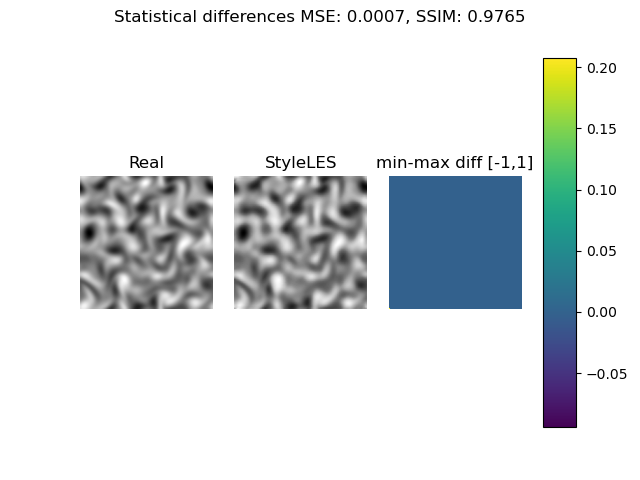 Statistical differences MSE: 0.0007, SSIM: 0.9765
Real
StyleLES
min-max diff [-1,1]
0.20
0.15
0.10
0.05
0.00
−0.05